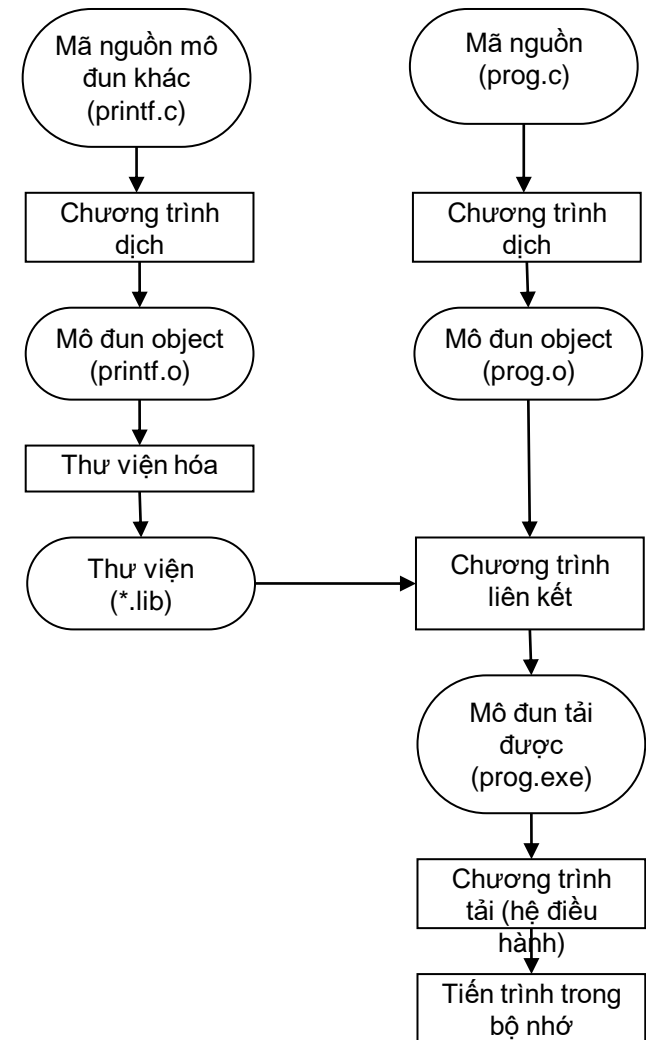 Mã nguồn mô
đun khác
(printf.c)
Chương trình
dịch
Mô đun object
(printf.o)
Thư viện hóa
Thư viện
(*.lib)
Mã nguồn
(prog.c)
Chương trình
dịch
Mô đun object
(prog.o)
Chương trình
liên kết
Mô đun tải
được
(prog.exe)
Chương trình
tải (hệ điều
hành)
Tiến trình trong
bộ nhớ